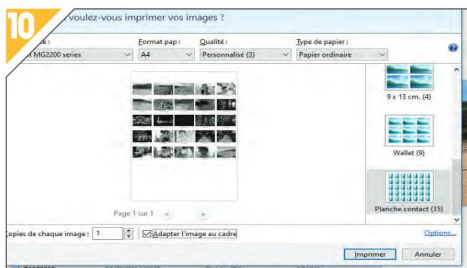 10
voulez-vous imprimer vos images ?
Format pap : Qualité : Type de papier :
MG2200 series A4 Personnalisé (3) Papier ordinaire
9 x 13 cm. (4)
Wallet (9)
Planche contact (35)
Page 1 sur 1
Copies de chaque image : 1 Adapter l'image au cadre Options...
Imprimer Annuler